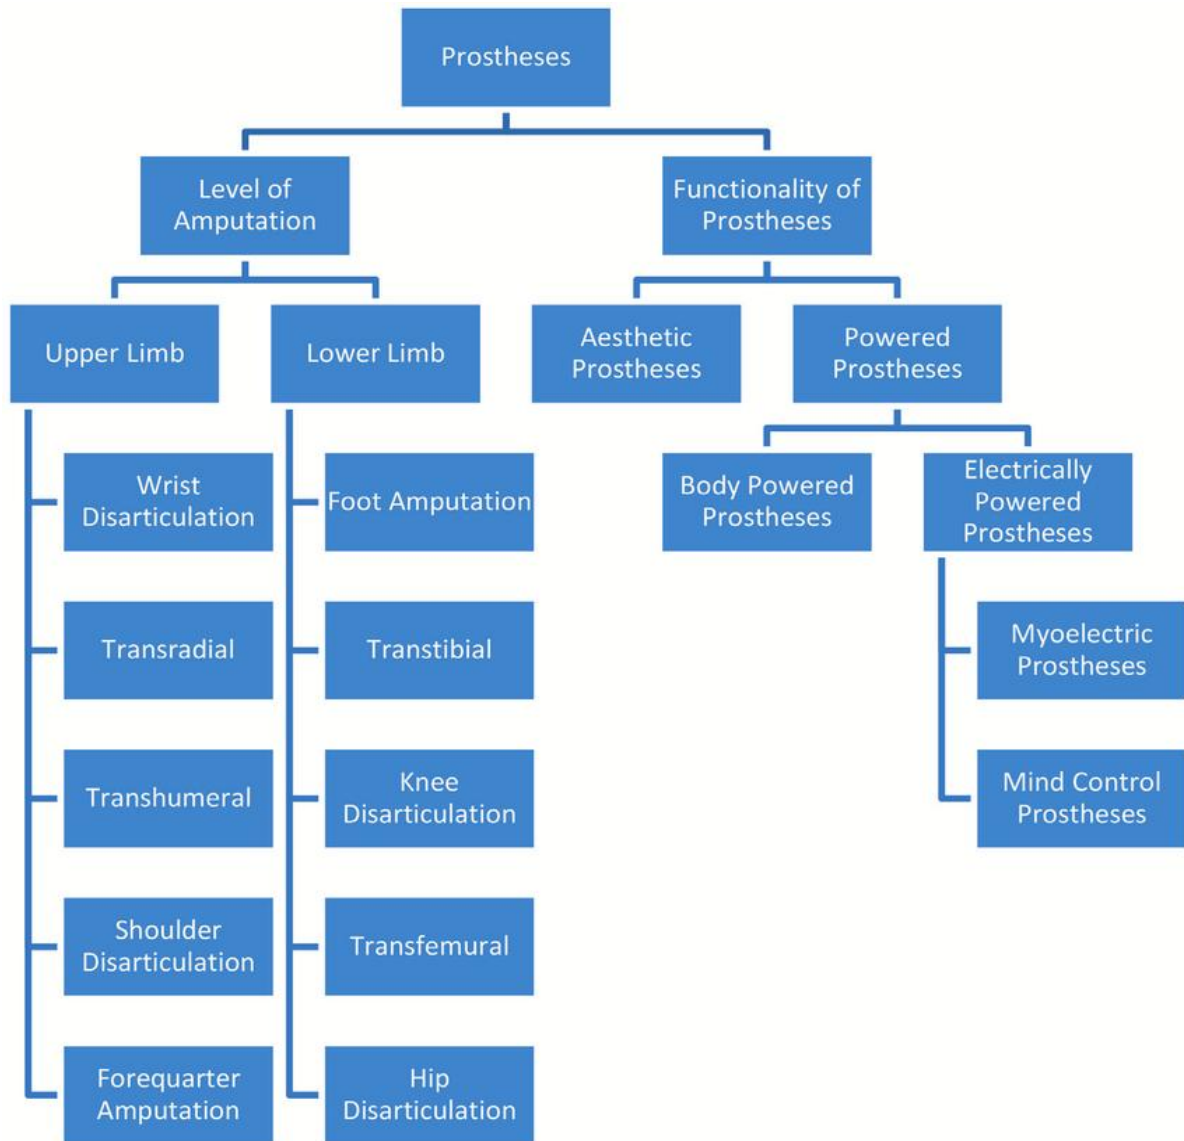 Prostheses
Level of
Amputation
Functionality of
Prostheses
Upper Limb
Lower Limb
Aesthetic
Prostheses
Powered
Prostheses
Wrist
Disarticulation
Foot Amputation
Body Powered
Prostheses
Electrically
Powered
Prostheses
Transradial
Transtibial
Myoelectric
Prostheses
Transhumeral
Knee
Disarticulation
Mind Control
Prostheses
Shoulder
Disarticulation
Transfemural
Forequarter
Amputation
Hip
Disarticulation